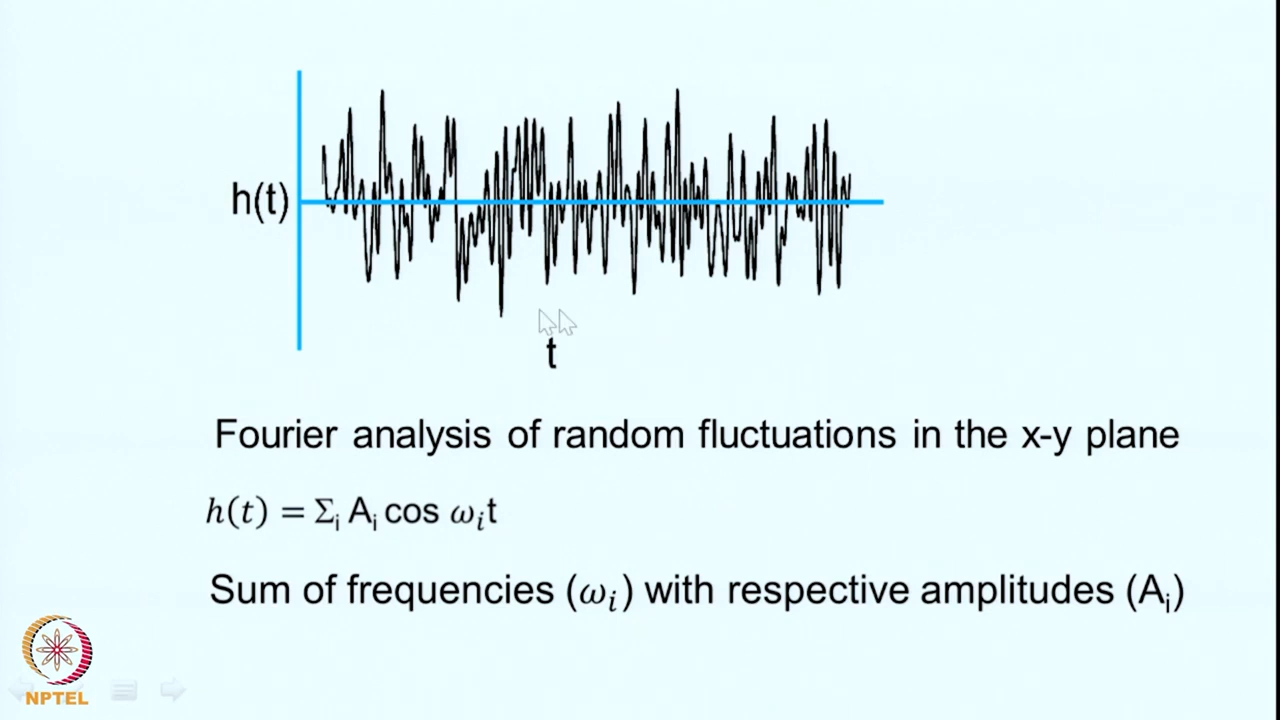 h(t)
t
Fourier analysis of random fluctuations in the x-y plane
h(t) = Σᵢ Aᵢ cos ωᵢt
Sum of frequencies (ωᵢ) with respective amplitudes (Aᵢ)
NPTEL